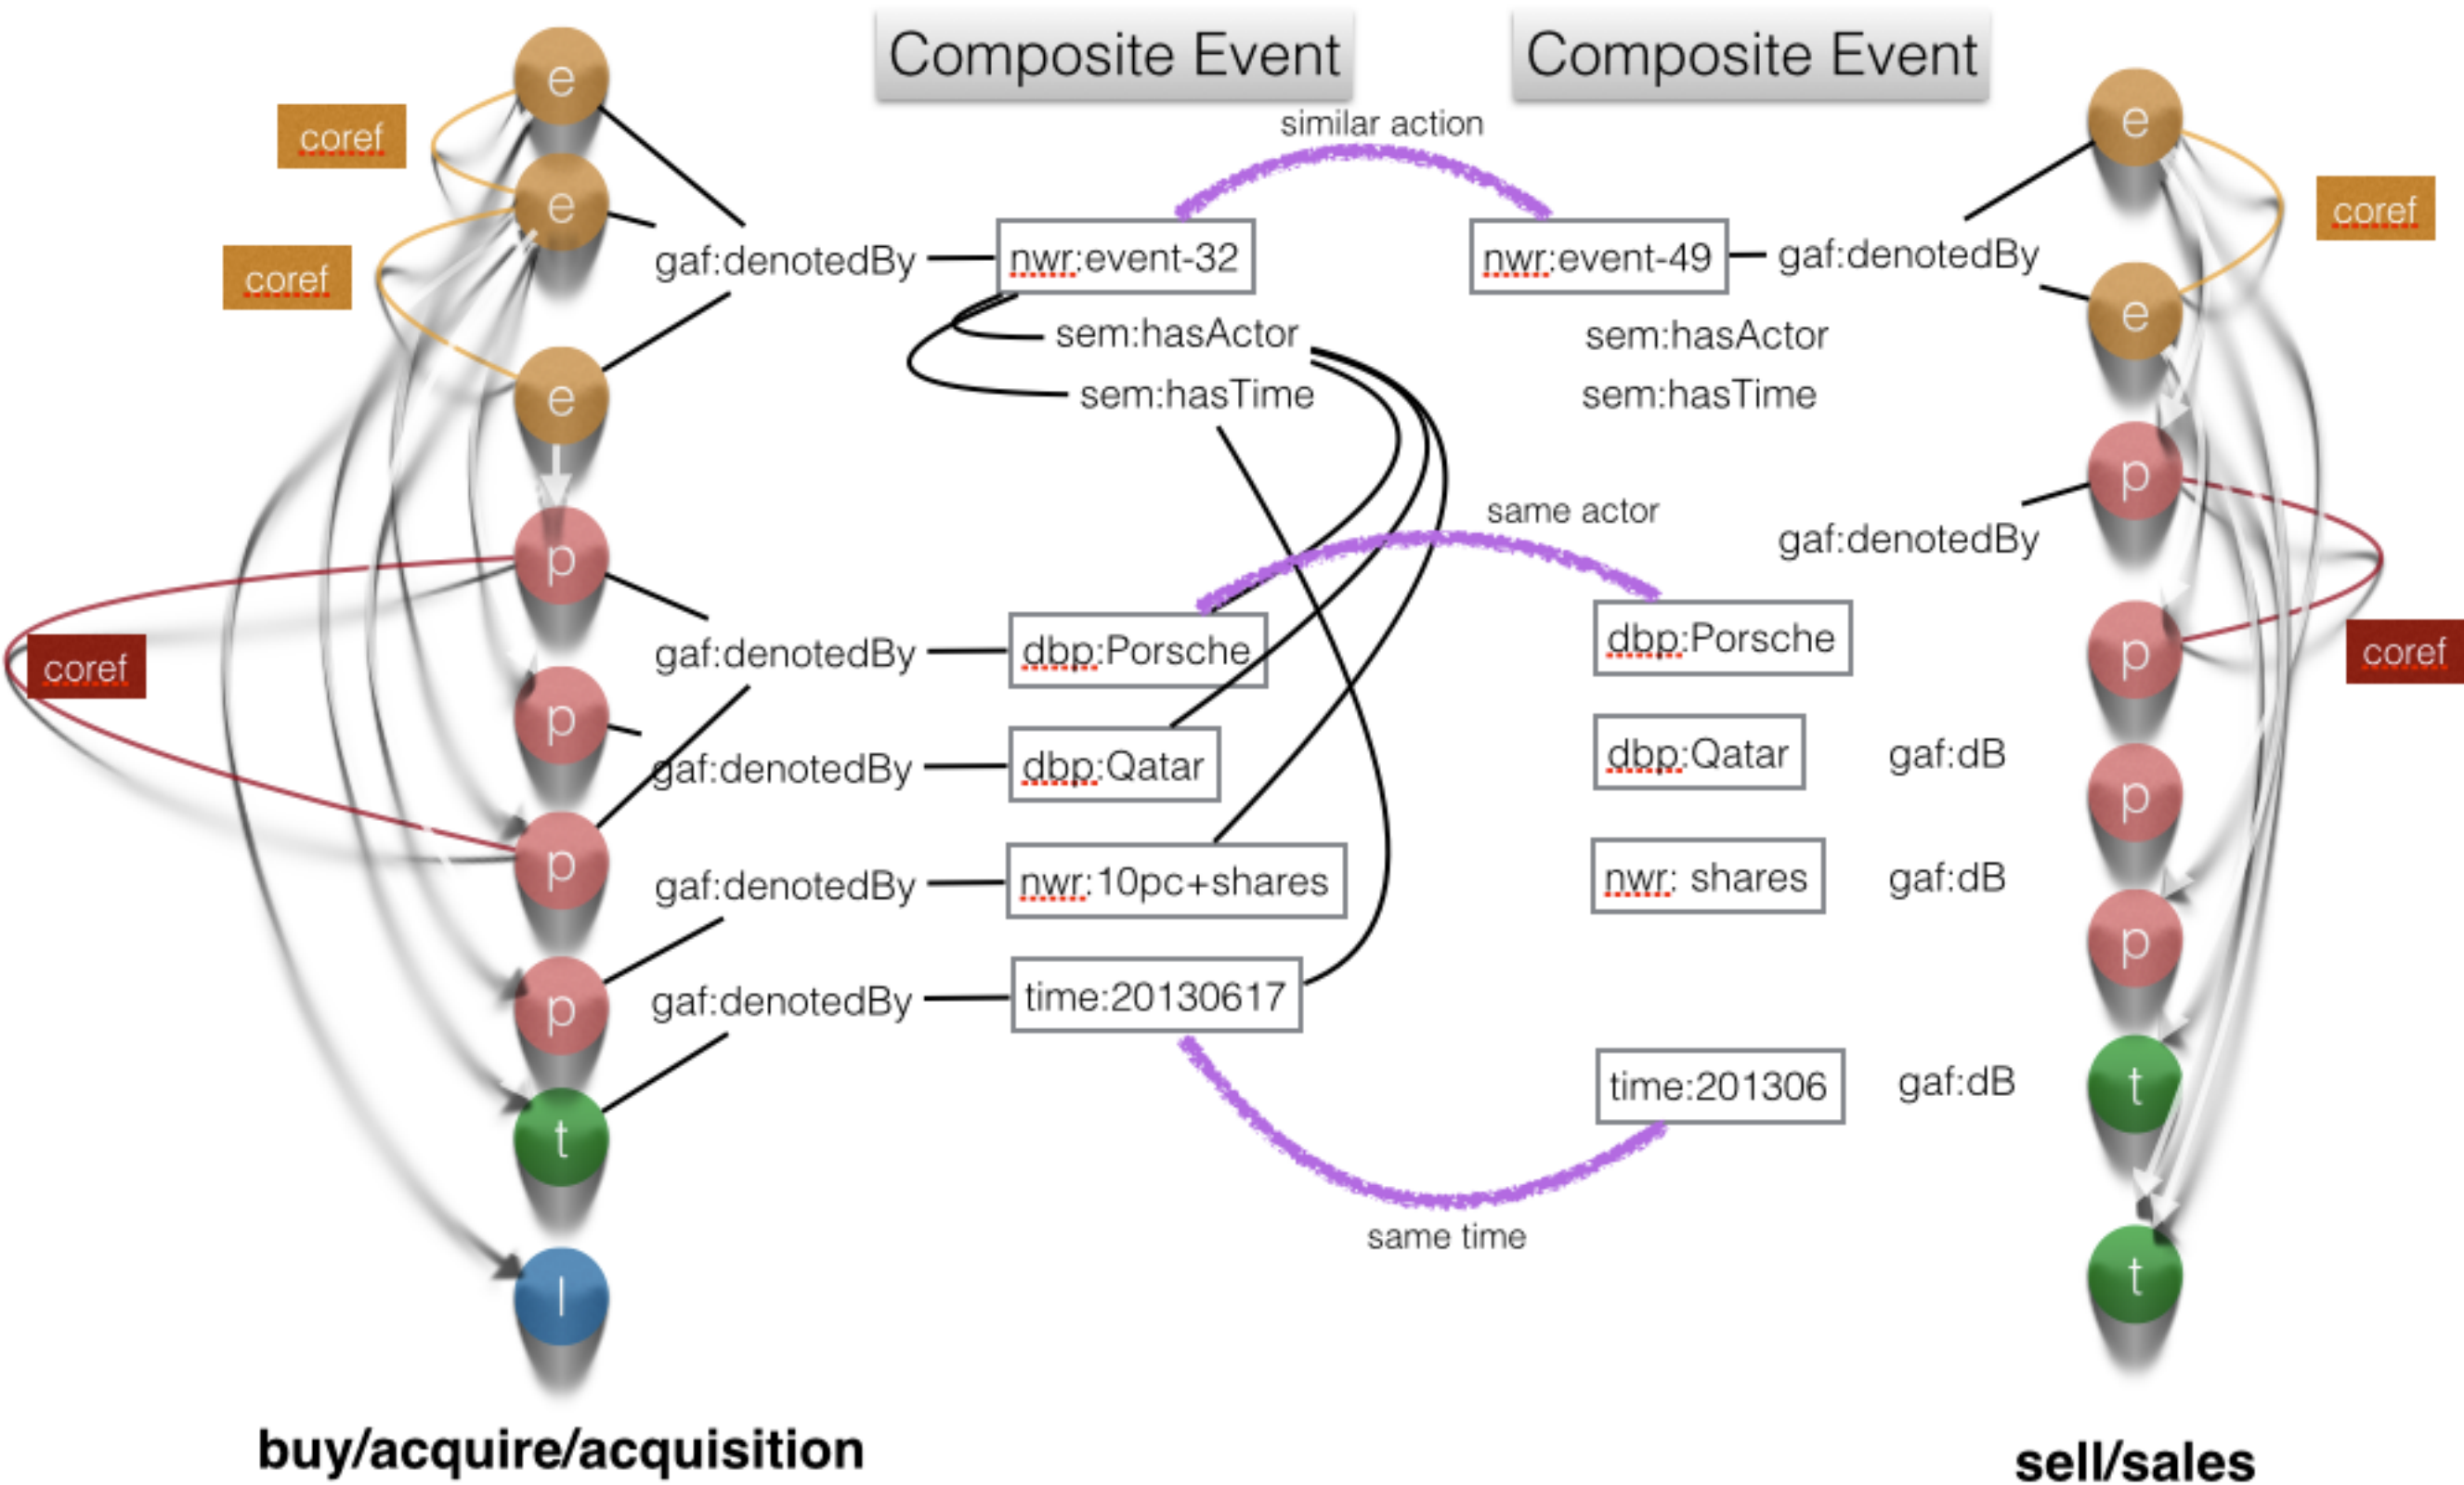 Composite Event
Composite Event
e
e
e
p
p
p
p
t
l
coref
coref
coref
similar action
gaf:denotedBy
nwr:event-32
nwr:event-49
gaf:denotedBy
sem:hasActor
sem:hasTime
sem:hasActor
sem:hasTime
same actor
gaf:denotedBy
gaf:denotedBy
dbp:Porsche
dbp:Porsche
gaf:denotedBy
dbp:Qatar
dbp:Qatar
gaf:dB
gaf:denotedBy
nwr:10pc+shares
nwr: shares
gaf:dB
gaf:denotedBy
time:20130617
time:201306
gaf:dB
same time
e
e
p
p
p
p
t
t
coref
coref
buy/acquire/acquisition
sell/sales